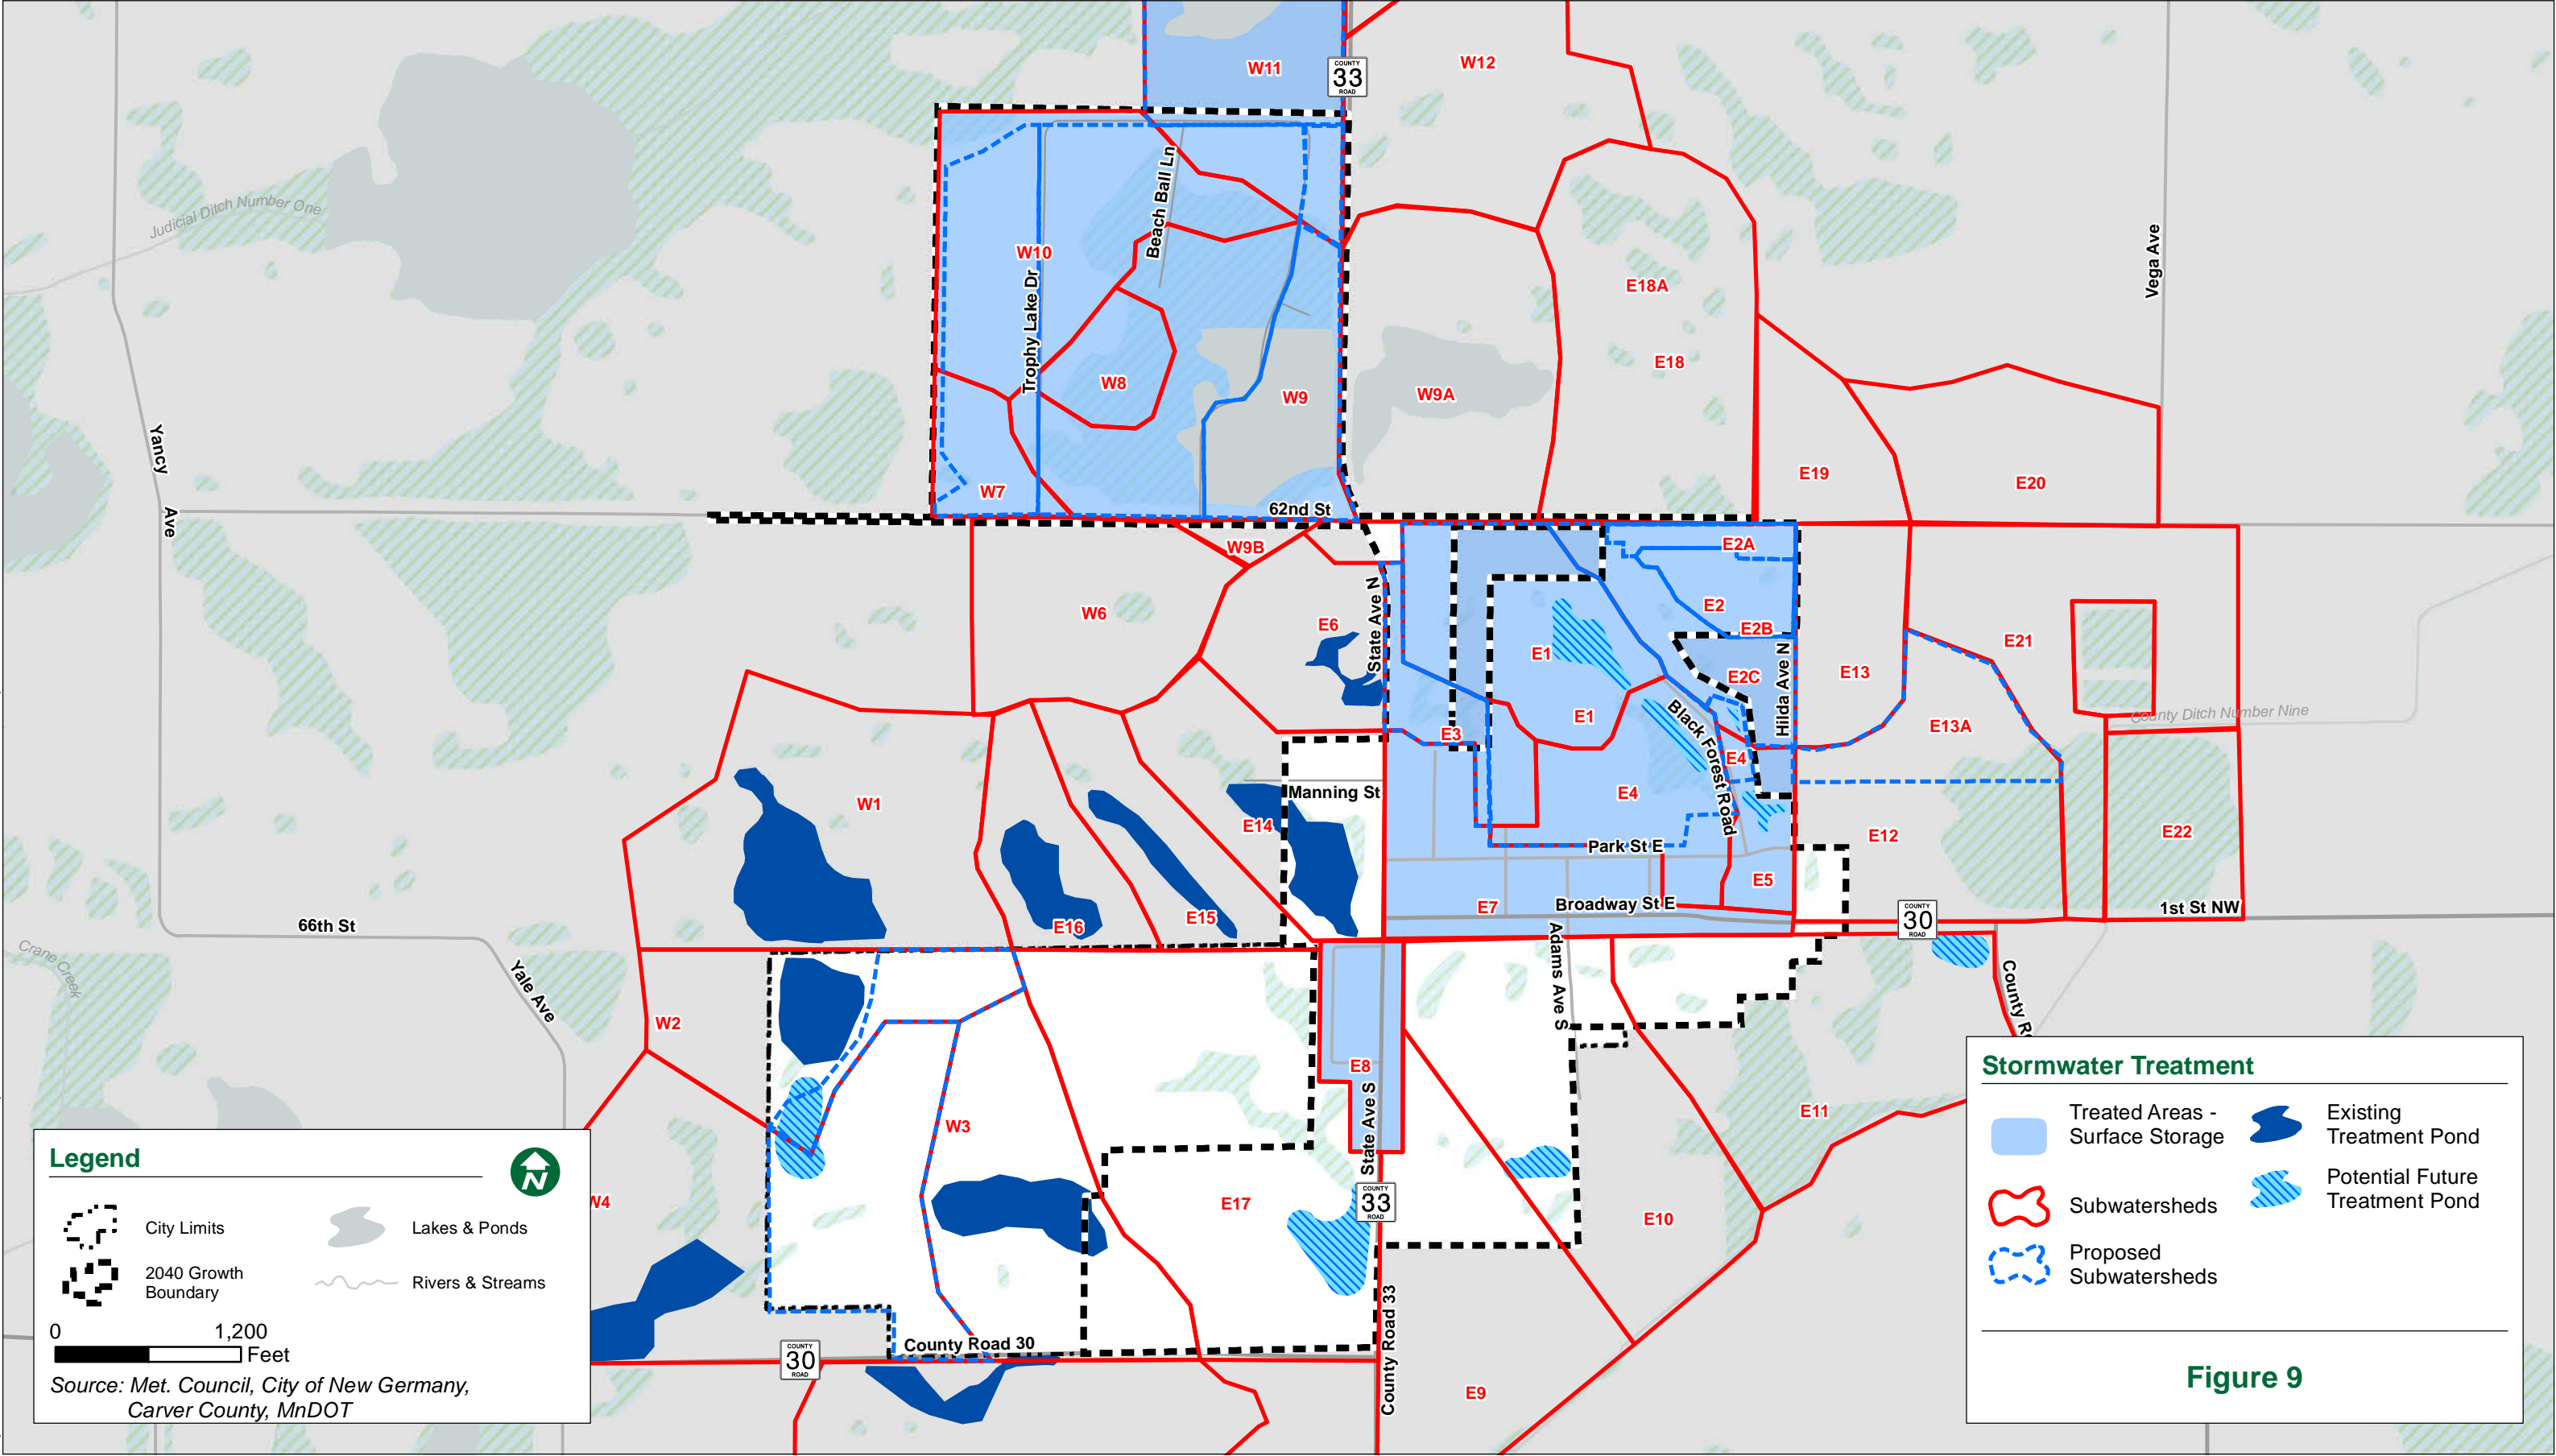 W11
COUNTY
33
ROAD
W12
Judicial Ditch Number One
Beach Ball Ln
W10
Trophy Lake Dr
Vega Ave
E18A
E18
W8
W9
W9A
Yancy
Ave
W7
62nd St
E19
E20
W9B
E2A
W6
E6
State Ave N
E1
E2
E2B
E2C
Hilda Ave N
E13
E21
E1
E3
Black Forest Road
E4
E13A
County Ditch Number Nine
W1
Manning St
E14
E4
E12
E22
Park St E
E5
E7
Broadway St E
1st St NW
COUNTY
30
ROAD
66th St
E16
E15
Crane Creek
Yale Ave
Adams Ave S
W2
E8
State Ave S
W3
E11
W4
E17
COUNTY
33
ROAD
E10
County Road 33
County Road 30
COUNTY
30
ROAD
E9
Legend
N
City Limits
Lakes & Ponds
2040 Growth
Boundary
Rivers & Streams
0 1,200
Feet
Source: Met. Council, City of New Germany,
Carver County, MnDOT
Stormwater Treatment
Treated Areas -
Surface Storage
Existing
Treatment Pond
Subwatersheds
Potential Future
Treatment Pond
Proposed
Subwatersheds
Figure 9
County